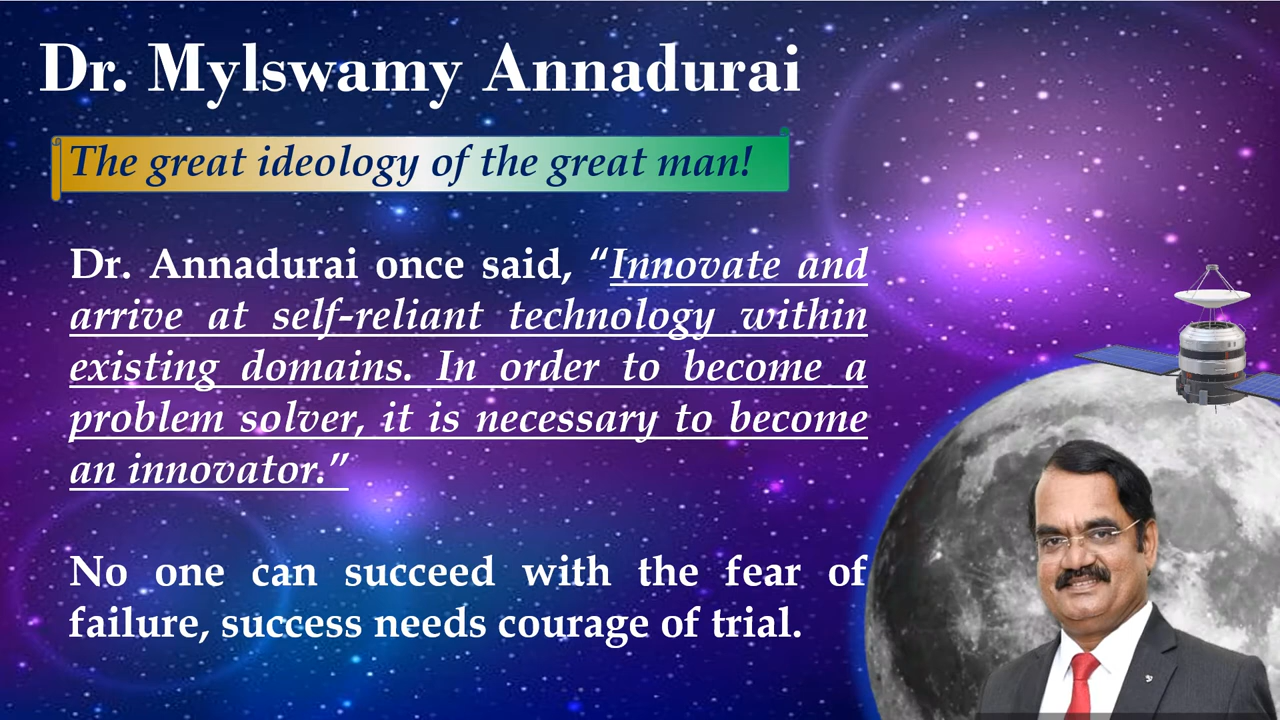 Dr. Mylswamy Annadurai
The great ideology of the great man!
Dr. Annadurai once said, “Innovate and
arrive at self-reliant technology within
existing domains. In order to become a
problem solver, it is necessary to become
an innovator.”
No one can succeed with the fear of
failure, success needs courage of trial.